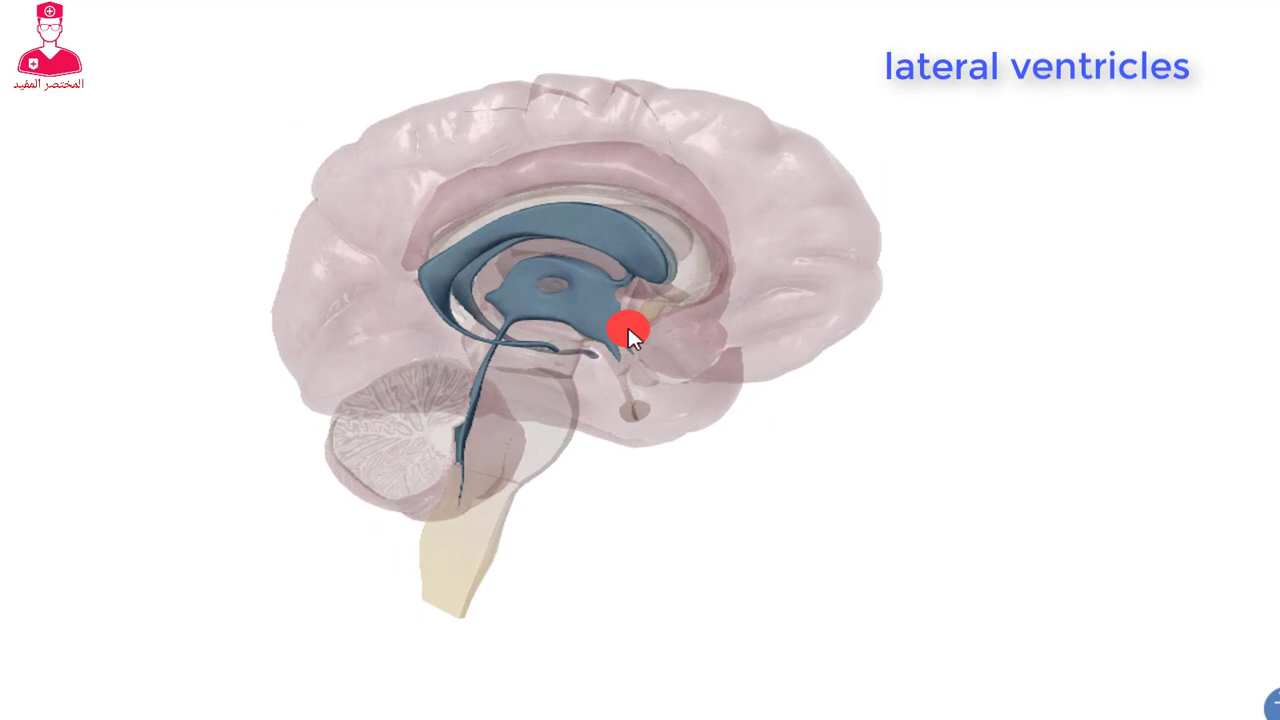 lateral ventricles
المختصر المفيد